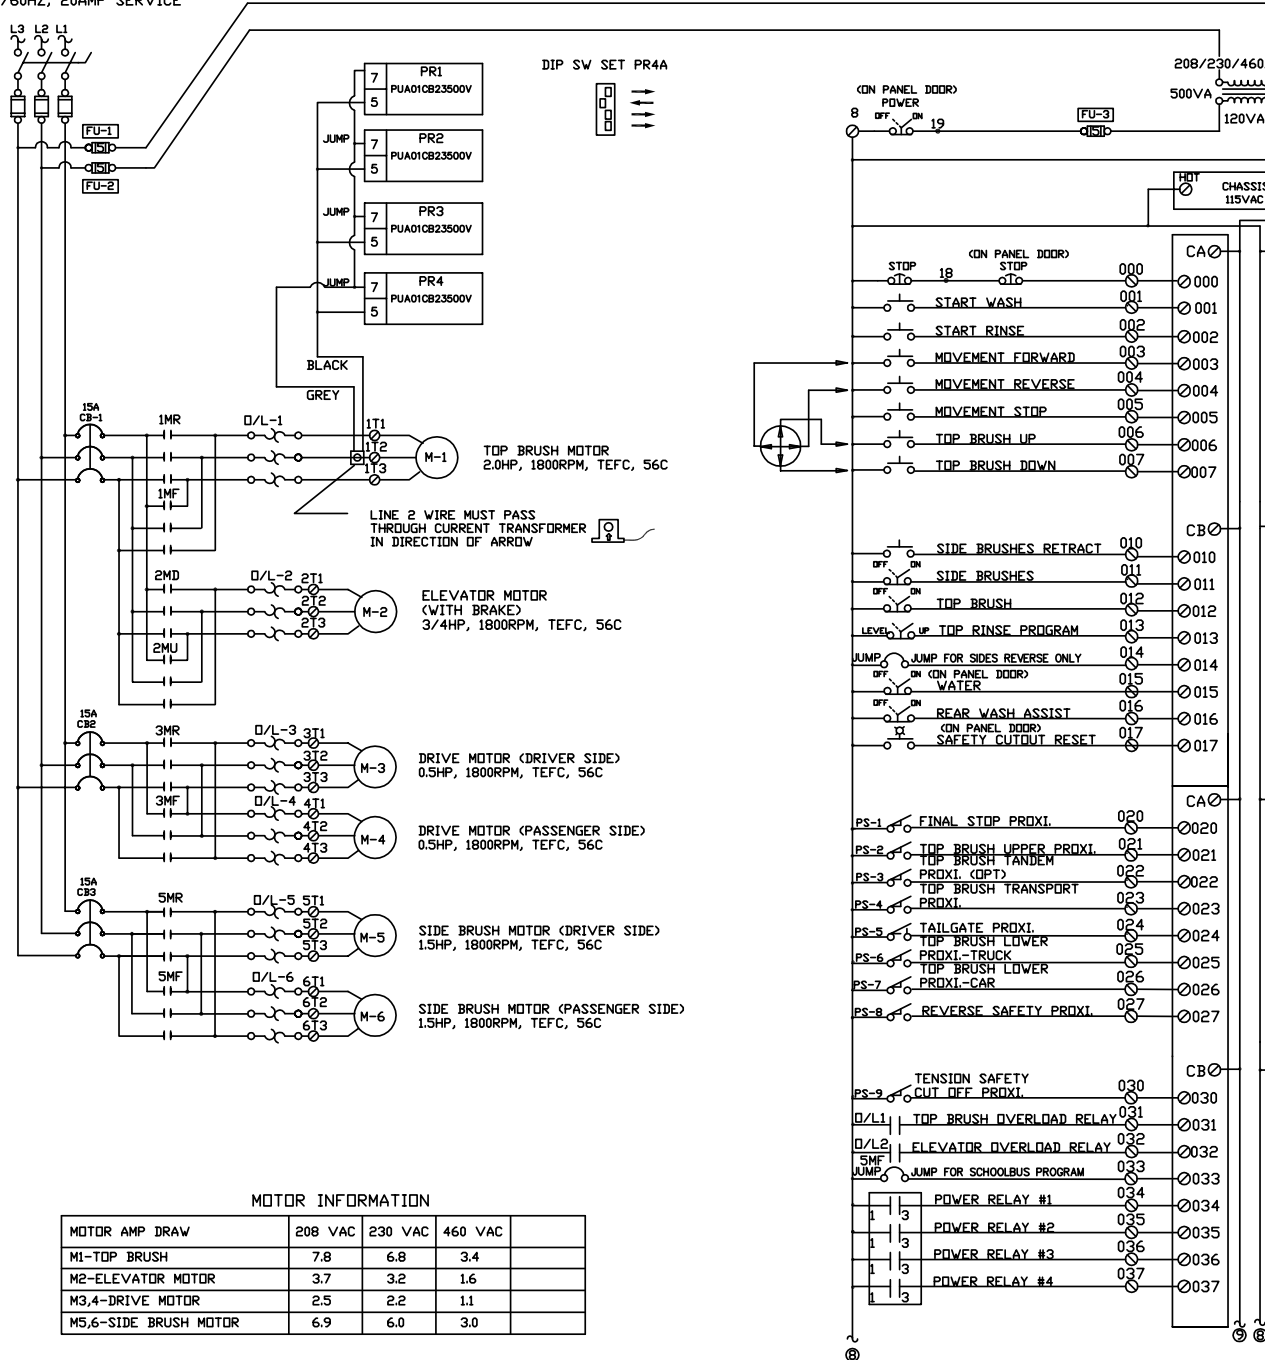 /60HZ, 20AMP SERVICE
L3 L2 L1
FU-1
FU-2
PR1
PUA01CB23500V
7
5
JUMP
PR2
PUA01CB23500V
7
5
JUMP
PR3
PUA01CB23500V
7
5
JUMP
PR4
PUA01CB23500V
7
5
BLACK
GREY
DIP SW SET PR4A
15A
CB-1
1MR
O/L-1
1T1
1T2
1T3
M-1
TOP BRUSH MOTOR
2.0HP, 1800RPM, TEFC, 56C
1MF
LINE 2 WIRE MUST PASS
THROUGH CURRENT TRANSFORMER
IN DIRECTION OF ARROW
2MD
O/L-2
2T1
2T2
2T3
M-2
ELEVATOR MOTOR
(WITH BRAKE)
3/4HP, 1800RPM, TEFC, 56C
2MU
15A
CB2
3MR
O/L-3
3T1
3T2
3T3
M-3
DRIVE MOTOR (DRIVER SIDE)
0.5HP, 1800RPM, TEFC, 56C
3MF
O/L-4
4T1
4T2
4T3
M-4
DRIVE MOTOR (PASSENGER SIDE)
0.5HP, 1800RPM, TEFC, 56C
15A
CB3
5MR
O/L-5
5T1
5T2
5T3
M-5
SIDE BRUSH MOTOR (DRIVER SIDE)
1.5HP, 1800RPM, TEFC, 56C
5MF
O/L-6
6T1
6T2
6T3
M-6
SIDE BRUSH MOTOR (PASSENGER SIDE)
1.5HP, 1800RPM, TEFC, 56C
MOTOR INFORMATION
MOTOR AMP DRAW 208 VAC 230 VAC 460 VAC
M1-TOP BRUSH 7.8 6.8 3.4
M2-ELEVATOR MOTOR 3.7 3.2 1.6
M3,4-DRIVE MOTOR 2.5 2.2 1.1
M5,6-SIDE BRUSH MOTOR 6.9 6.0 3.0
208/230/460
500VA
120VA
(ON PANEL DOOR)
POWER
8 OFF ON 19
FU-3
HOT
CHASSIS
115VAC
CA
(ON PANEL DOOR)
STOP 18 STOP 000 000
START WASH 001 001
START RINSE 002 002
MOVEMENT FORWARD 003 003
MOVEMENT REVERSE 004 004
MOVEMENT STOP 005 005
TOP BRUSH UP 006 006
TOP BRUSH DOWN 007 007
CB
SIDE BRUSHES RETRACT 010 010
OFF ON SIDE BRUSHES 011 011
OFF ON TOP BRUSH 012 012
LEVEL UP TOP RINSE PROGRAM 013 013
JUMP JUMP FOR SIDES REVERSE ONLY 014 014
OFF ON (ON PANEL DOOR)
WATER 015 015
OFF ON REAR WASH ASSIST 016 016
(ON PANEL DOOR)
SAFETY CUTOUT RESET 017 017
CA
PS-1 FINAL STOP PROXI. 020 020
PS-2 TOP BRUSH UPPER PROXI. 021 021
TOP BRUSH TANDEM
PS-3 PROXI. (OPT) 022 022
TOP BRUSH TRANSPORT
PS-4 PROXI. 023 023
PS-5 TAILGATE PROXI. 024 024
TOP BRUSH LOWER
PS-6 PROXI.-TRUCK 025 025
TOP BRUSH LOWER
PS-7 PROXI.-CAR 026 026
PS-8 REVERSE SAFETY PROXI. 027 027
CB
TENSION SAFETY
PS-9 CUT OFF PROXI. 030 030
O/L1 TOP BRUSH OVERLOAD RELAY 031 031
O/L2 ELEVATOR OVERLOAD RELAY 032 032
5MF
JUMP JUMP FOR SCHOOLBUS PROGRAM 033 033
1 3 POWER RELAY #1 034 034
1 3 POWER RELAY #2 035 035
1 3 POWER RELAY #3 036 036
1 3 POWER RELAY #4 037 037
8
9